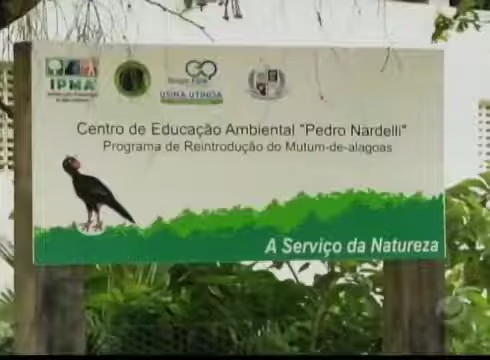 IPMA
USINA UTINGA
Centro de Educação Ambiental "Pedro Nardelli"
Programa de Reintrodução do Mutum-de-alagoas
A Serviço da Natureza